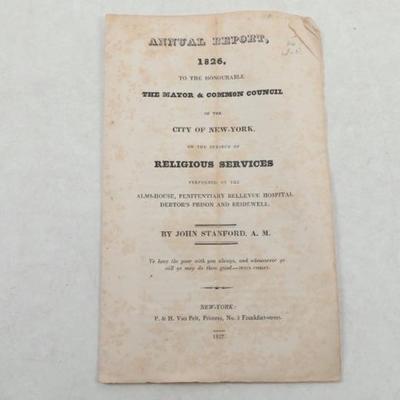 ANNUAL REPORT,
1826,
TO THE HONOURABLE
THE MAYOR & COMMON COUNCIL
OF THE
CITY OF NEW-YORK,
ON THE SUBJECT OF
RELIGIOUS SERVICES
PERFORMED IN THE
ALMS-HOUSE, PENITENTIARY BELLEVUE HOSPITAL
DEBTOR'S PRISON AND BRIDEWELL.
BY JOHN STANFORD, A. M.
Ye have the poor with you always, and whensoever ye
will ye may do them good—JESUS CHRIST.
NEW-YORK:
P. & H. Van Pelt, Printers, No. 2 Frankfort-street.
1827.